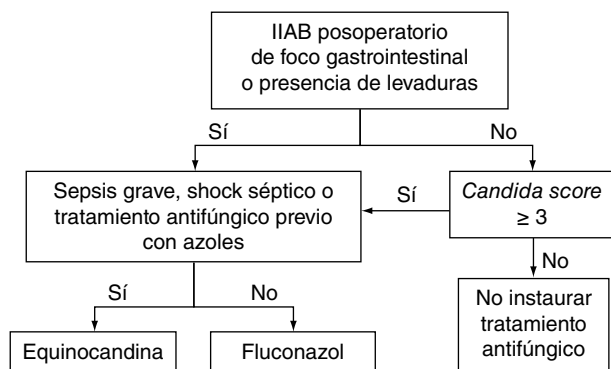 IIAB posoperatorio
de foco gastrointestinal
o presencia de levaduras
Sí
No
Sepsis grave, shock séptico o
tratamiento antifúngico previo
con azoles
Sí
Candida score
≥ 3
Sí
No
No
Equinocandina
Fluconazol
No instaurar
tratamiento
antifúngico